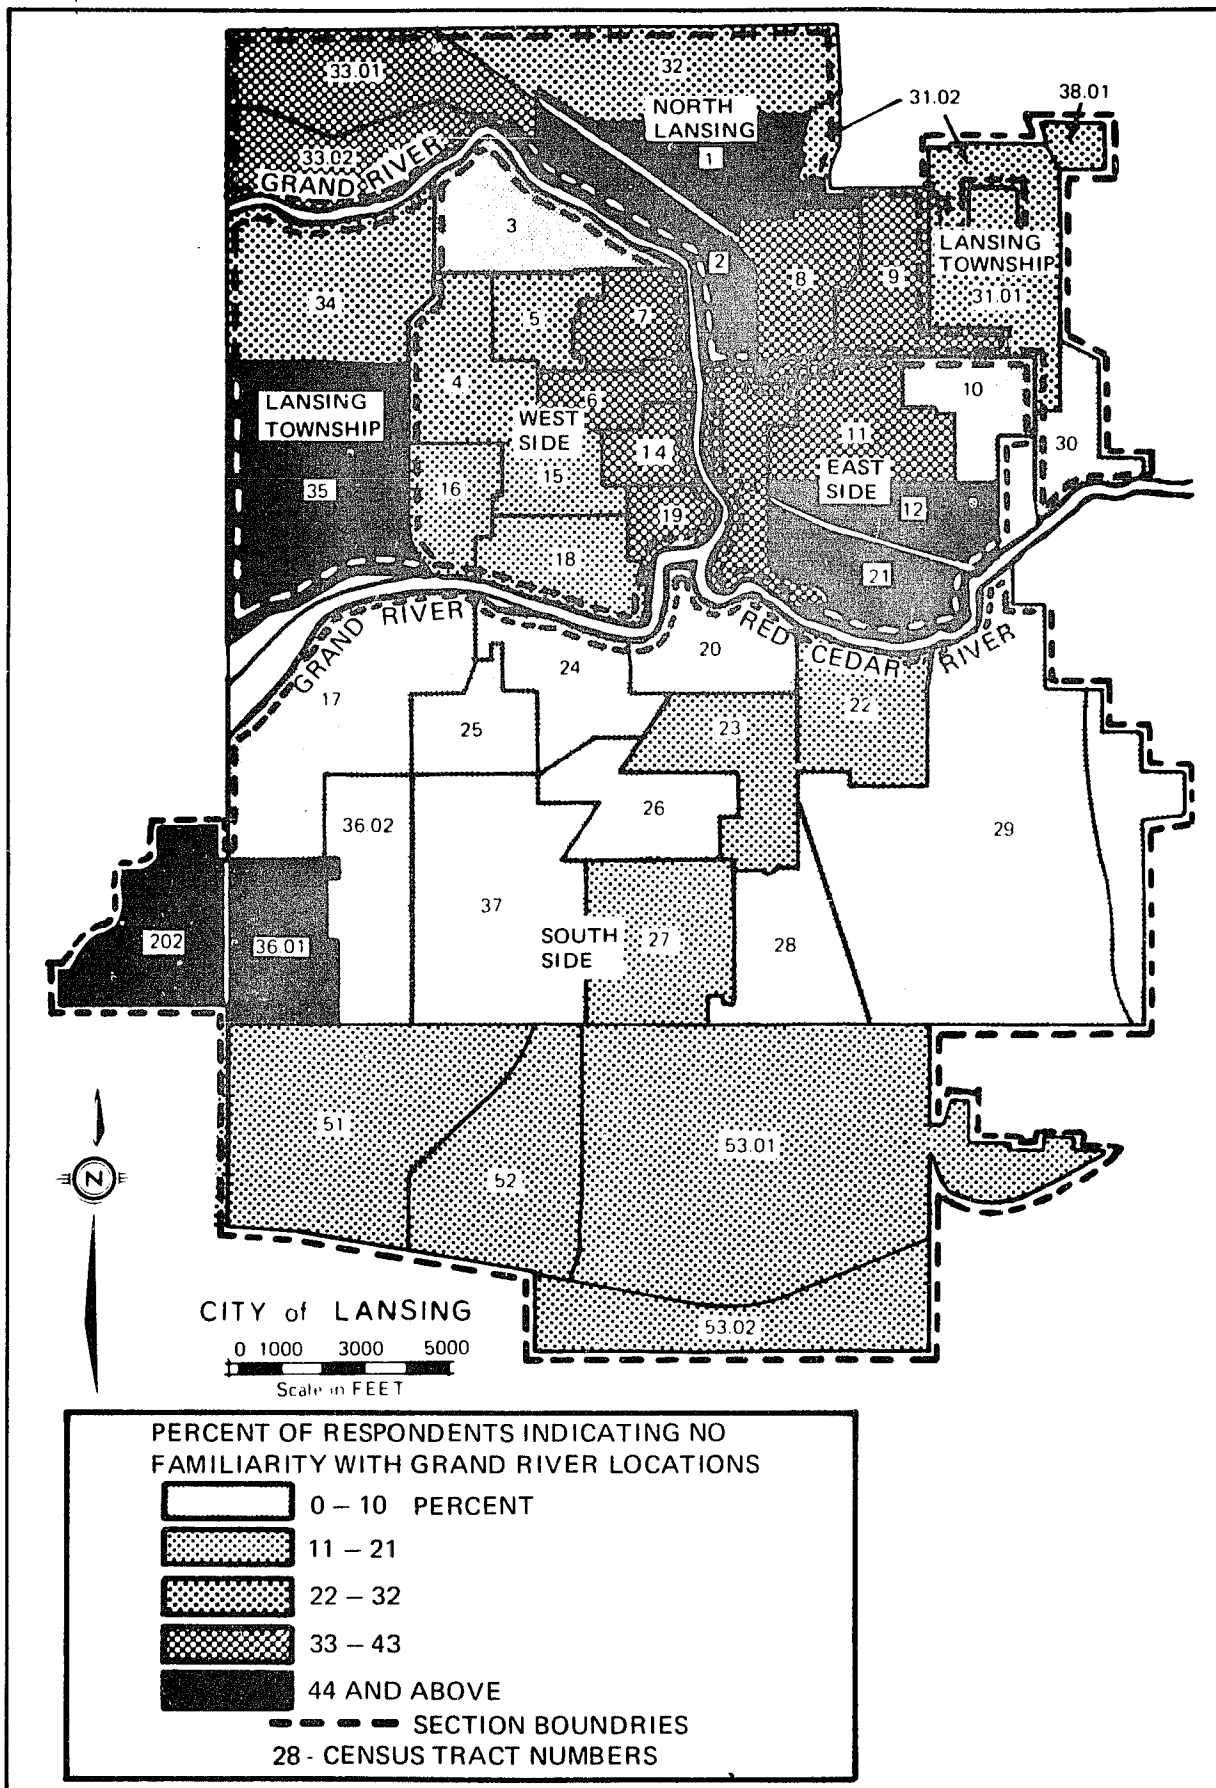 33.01
32
38.01
31.02
NORTH
LANSING
1
33.02
GRAND RIVER
3
2
LANSING
TOWNSHIP
8
9
34
31.01
5
7
4
10
LANSING
TOWNSHIP
6
WEST
SIDE
11
14
30
EAST
SIDE
15
16
35
12
19
18
21
GRAND RIVER
RED CEDAR RIVER
20
24
17
22
25
23
26
36.02
29
37
202
36.01
SOUTH
SIDE
27
28
51
53.01
52
N
CITY of LANSING
53.02
0 1000 3000 5000
Scale in FEET
PERCENT OF RESPONDENTS INDICATING NO
FAMILIARITY WITH GRAND RIVER LOCATIONS
0 – 10 PERCENT
11 – 21
22 – 32
33 – 43
44 AND ABOVE
SECTION BOUNDRIES
28 - CENSUS TRACT NUMBERS